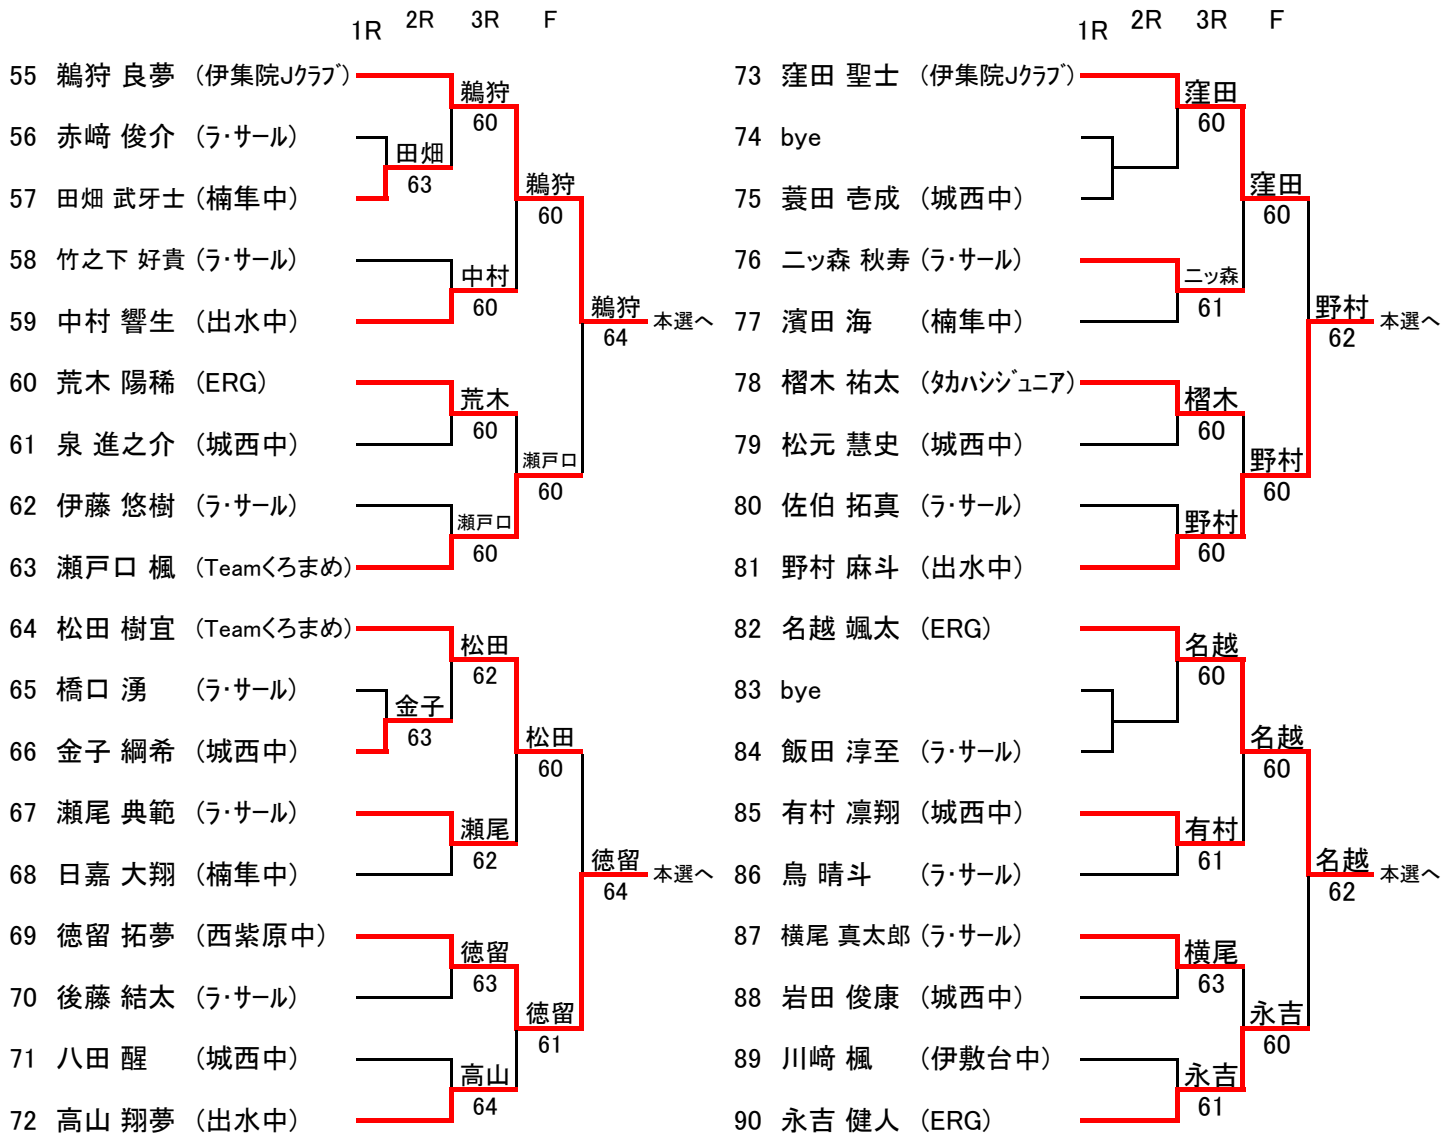 1R 2R 3R F
55 鵜狩 良夢 (伊集院Jクラブ)
鵜狩
60
56 赤﨑 俊介 (ラ・サール)
田畑
63
57 田畑 武牙士 (楠隼中)
鵜狩
60
58 竹之下 好貴 (ラ・サール)
中村
60
59 中村 響生 (出水中)
鵜狩
64
本選へ
60 荒木 陽稀 (ERG)
荒木
60
61 泉 進之介 (城西中)
瀬戸口
60
62 伊藤 悠樹 (ラ・サール)
瀬戸口
60
63 瀬戸口 楓 (Teamくろまめ)
64 松田 樹宜 (Teamくろまめ)
松田
62
65 橋口 湧 (ラ・サール)
金子
63
66 金子 綱希 (城西中)
松田
60
67 瀬尾 典範 (ラ・サール)
瀬尾
62
68 日嘉 大翔 (楠隼中)
徳留
64
本選へ
69 徳留 拓夢 (西紫原中)
徳留
63
70 後藤 結太 (ラ・サール)
徳留
61
71 八田 醒 (城西中)
高山
64
72 高山 翔夢 (出水中)
1R 2R 3R F
73 窪田 聖士 (伊集院Jクラブ)
窪田
60
74 bye
75 蓑田 壱成 (城西中)
窪田
60
76 二ッ森 秋寿 (ラ・サール)
二ッ森
61
77 濱田 海 (楠隼中)
野村
62
本選へ
78 槢木 祐太 (タカハシジュニア)
槢木
60
79 松元 慧史 (城西中)
野村
60
80 佐伯 拓真 (ラ・サール)
野村
60
81 野村 麻斗 (出水中)
82 名越 颯太 (ERG)
名越
60
83 bye
84 飯田 淳至 (ラ・サール)
名越
60
85 有村 凛翔 (城西中)
有村
61
86 鳥 晴斗 (ラ・サール)
名越
62
本選へ
87 横尾 真太郎 (ラ・サール)
横尾
63
88 岩田 俊康 (城西中)
永吉
60
89 川﨑 楓 (伊敷台中)
永吉
61
90 永吉 健人 (ERG)